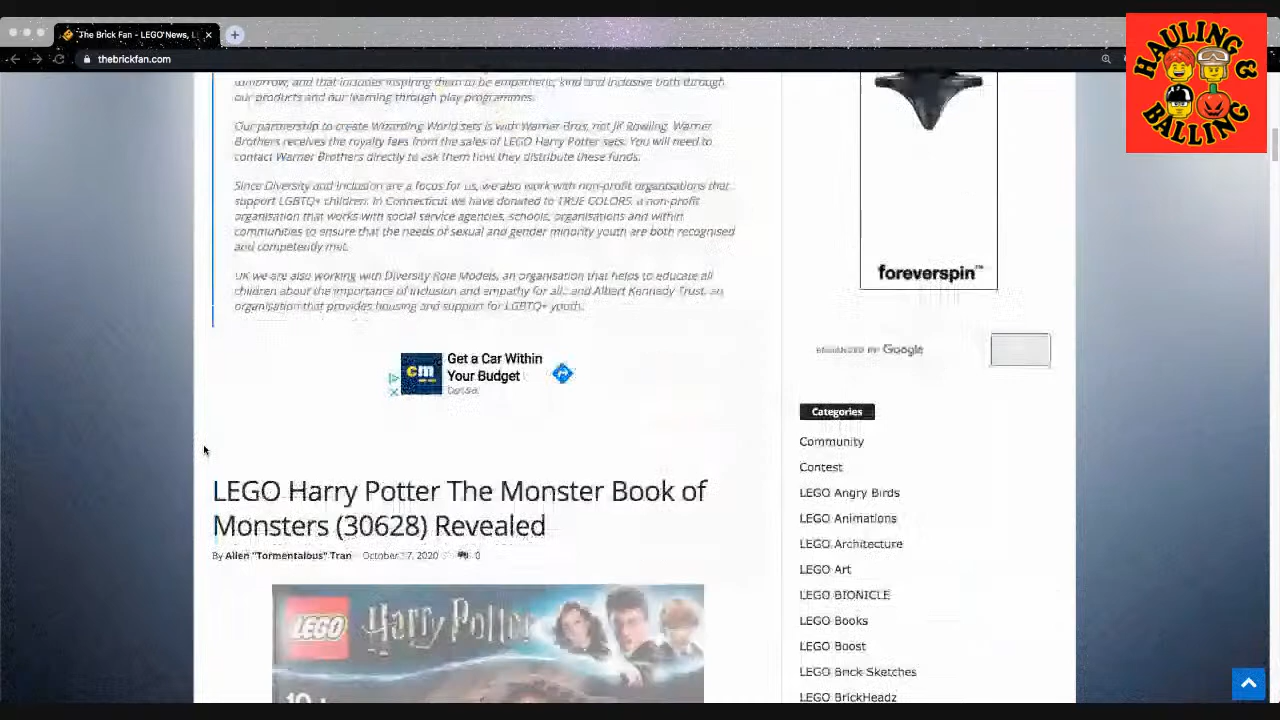 The Brick Fan - LEGO News, L
thebrickfan.com
HAULING
BALLING
tomorrow, and that includes inspiring them to be empathetic, kind and inclusive both through
our products and our learning through play programmes.
Our partnership to create Wizarding World sets is with Warner Bros, not JK Rowling. Warner
Brothers receives the royalty fees from the sales of LEGO Harry Potter sets. You will need to
contact Warner Brothers directly to ask them how they distribute these funds.
Since Diversity and Inclusion are a focus for us, we also work with non-profit organisations that
support LGBTQ+ children. In Connecticut we have donated to TRUE COLORS, a non-profit
organisation that works with social service agencies, schools, organisations and within
communities to ensure that the needs of sexual and gender minority youth are both recognised
and competently met.
UK we are also working with Diversity Role Models, an organisation that helps to educate all
children about the importance of inclusion and empathy for all, and Albert Kennedy Trust, an
organisation that provides housing and support for LGBTQ+ youth.
cm
Get a Car Within
Your Budget
LEGO Harry Potter The Monster Book of
Monsters (30628) Revealed
By Allen "Tormentalous" Tran October 17, 2020 0
LEGO Harry Potter
10+
foreverspin™
Google
Categories
Community
Contest
LEGO Angry Birds
LEGO Animations
LEGO Architecture
LEGO Art
LEGO BIONICLE
LEGO Books
LEGO Boost
LEGO Brick Sketches
LEGO BrickHeadz